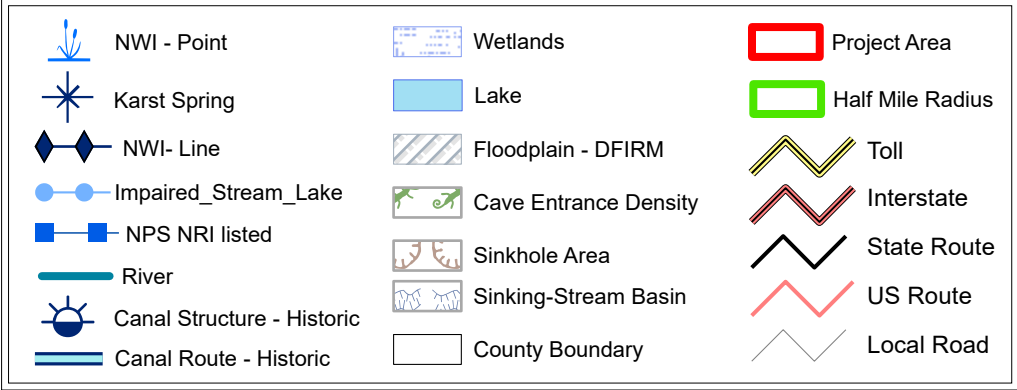 NWI - Point
Karst Spring
NWI- Line
Impaired_Stream_Lake
NPS NRI listed
River
Canal Structure - Historic
Canal Route - Historic
Wetlands
Lake
Floodplain - DFIRM
Cave Entrance Density
Sinkhole Area
Sinking-Stream Basin
County Boundary
Project Area
Half Mile Radius
Toll
Interstate
State Route
US Route
Local Road